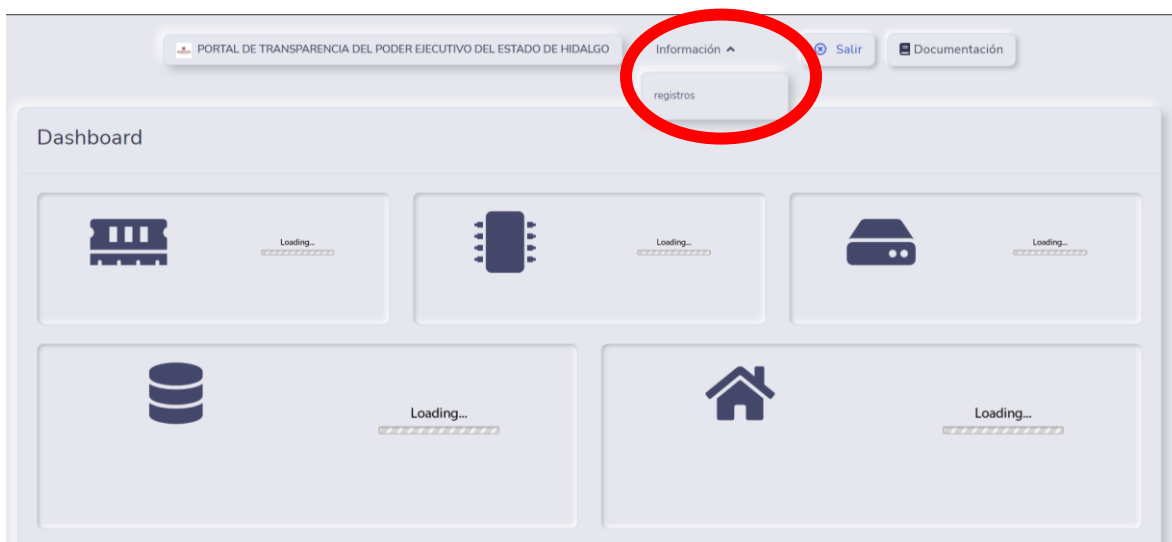 PORTAL DE TRANSPARENCIA DEL PODER EJECUTIVO DEL ESTADO DE HIDALGO Información Salir Documentación
registros
Dashboard
Loading... Loading... Loading...
Loading... Loading...